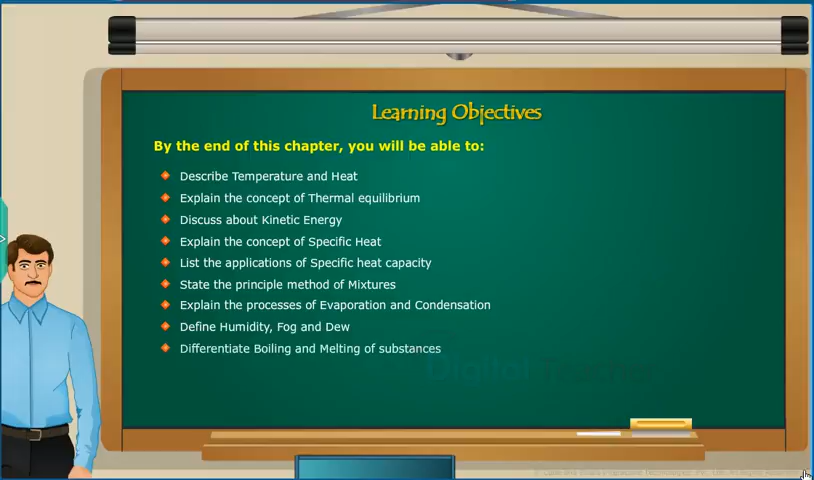 Learning Objectives
By the end of this chapter, you will be able to:
Describe Temperature and Heat
Explain the concept of Thermal equilibrium
Discuss about Kinetic Energy
Explain the concept of Specific Heat
List the applications of Specific heat capacity
State the principle method of Mixtures
Explain the processes of Evaporation and Condensation
Define Humidity, Fog and Dew
Differentiate Boiling and Melting of substances
Digital Teacher